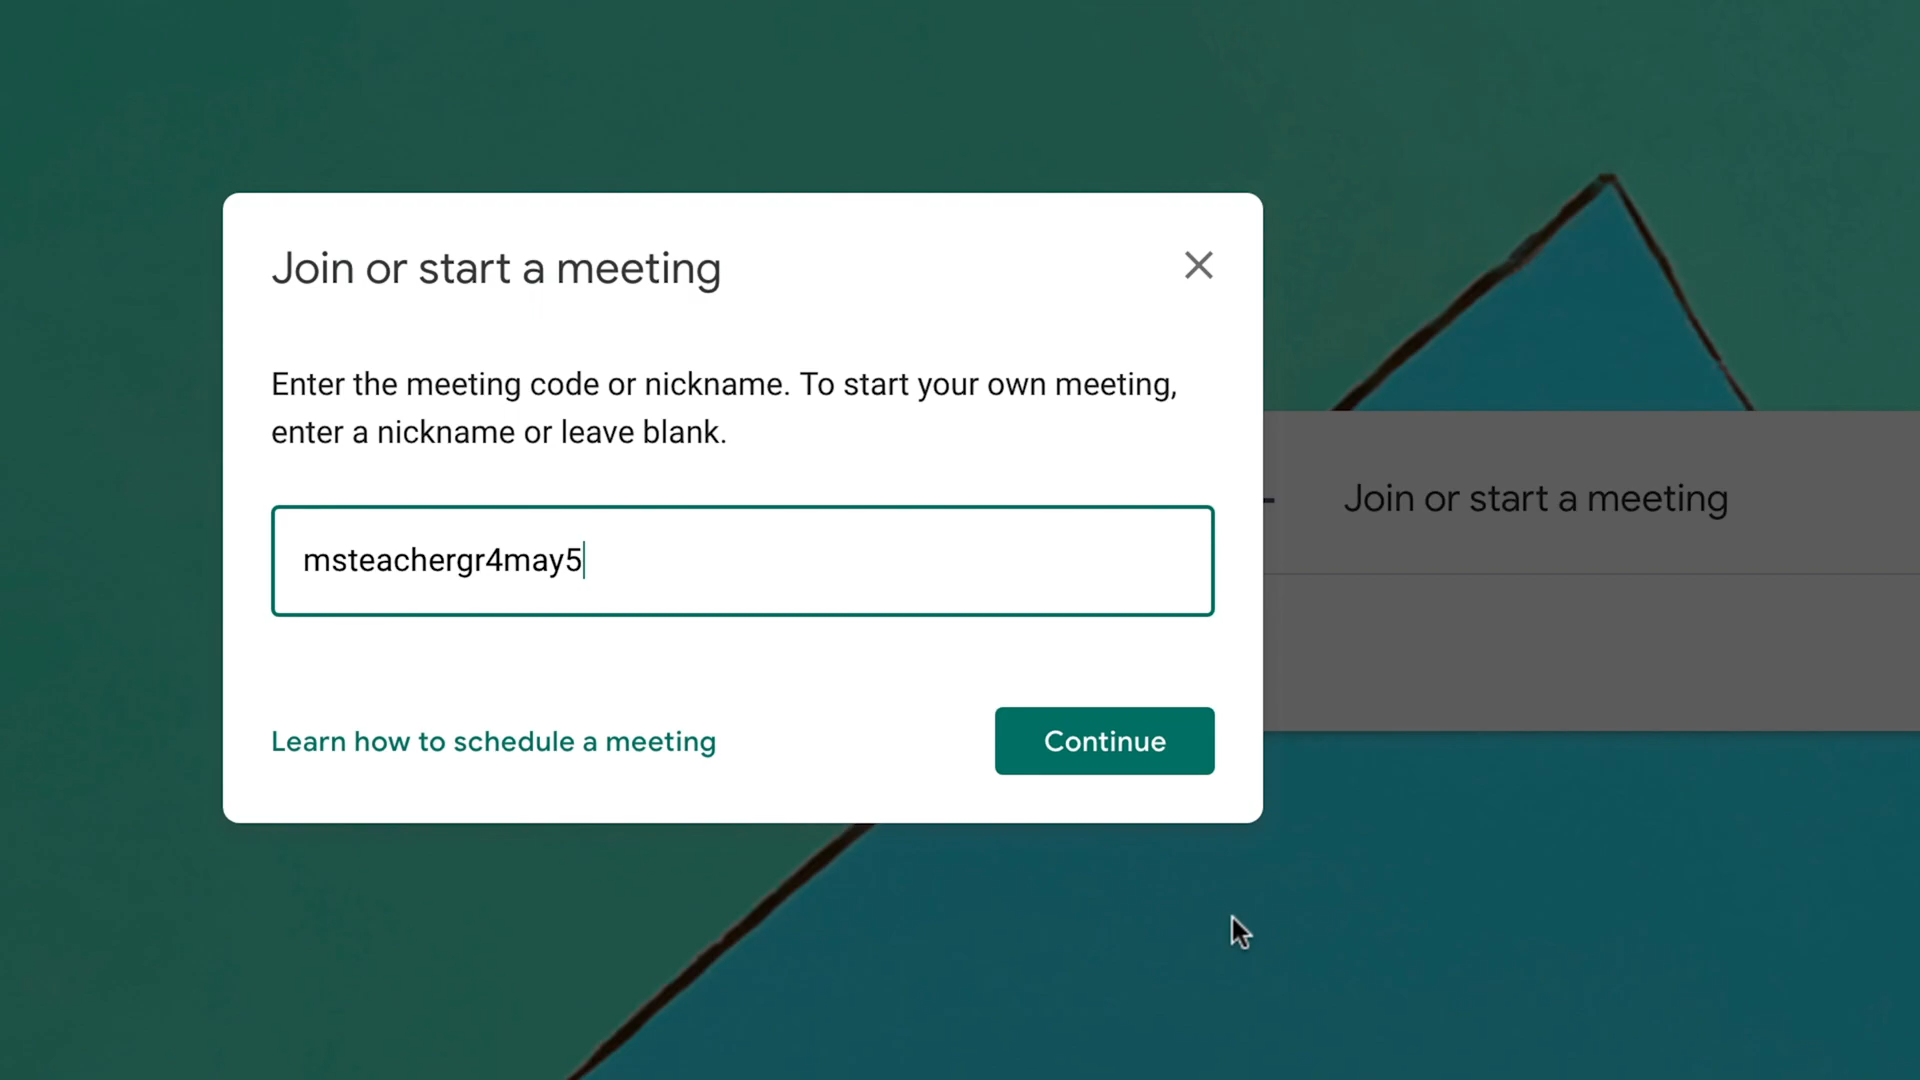 Join or start a meeting
Enter the meeting code or nickname. To start your own meeting,
enter a nickname or leave blank.
msteachergr4may5
Learn how to schedule a meeting
Continue
Join or start a meeting